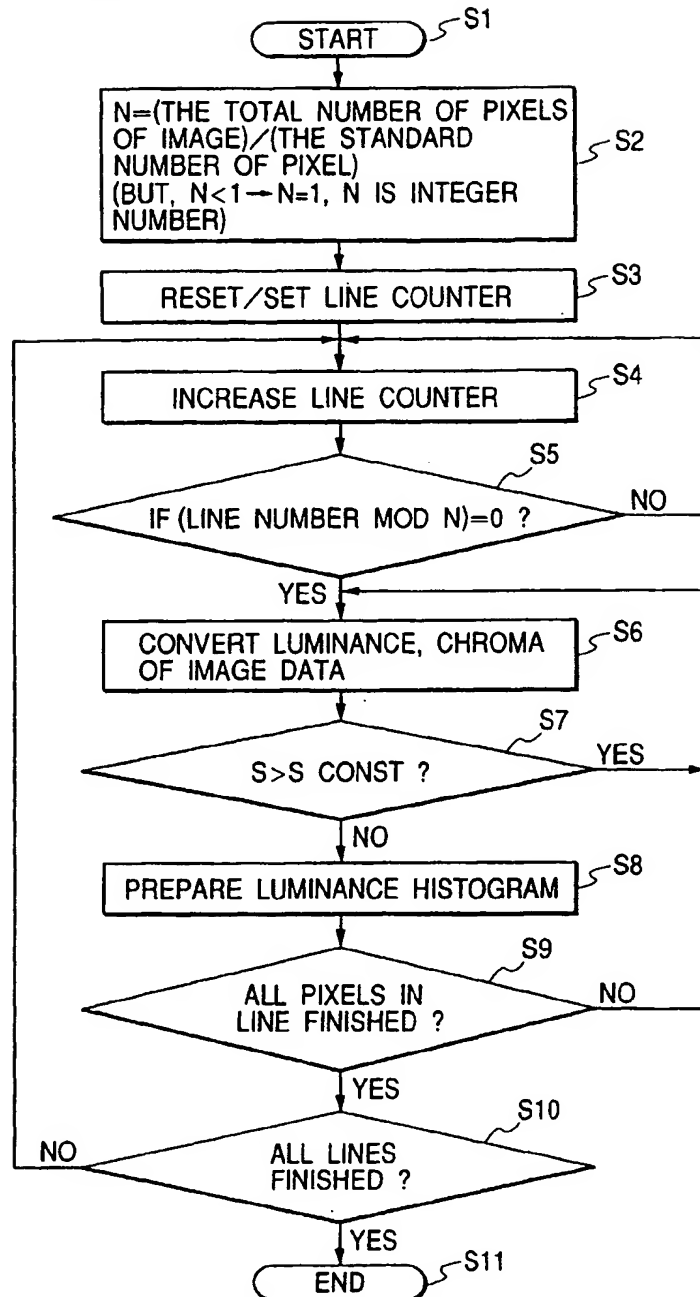 START
S1
N=(THE TOTAL NUMBER OF PIXELS
OF IMAGE)/(THE STANDARD
NUMBER OF PIXEL)
(BUT, N<1→N=1, N IS INTEGER
NUMBER)
S2
RESET/SET LINE COUNTER
S3
INCREASE LINE COUNTER
S4
S5
IF (LINE NUMBER MOD N)=0 ?
NO
YES
CONVERT LUMINANCE, CHROMA
OF IMAGE DATA
S6
S7
S>S CONST ?
YES
NO
PREPARE LUMINANCE HISTOGRAM
S8
S9
ALL PIXELS IN
LINE FINISHED ?
NO
YES
S10
NO
ALL LINES
FINISHED ?
YES
END
S11